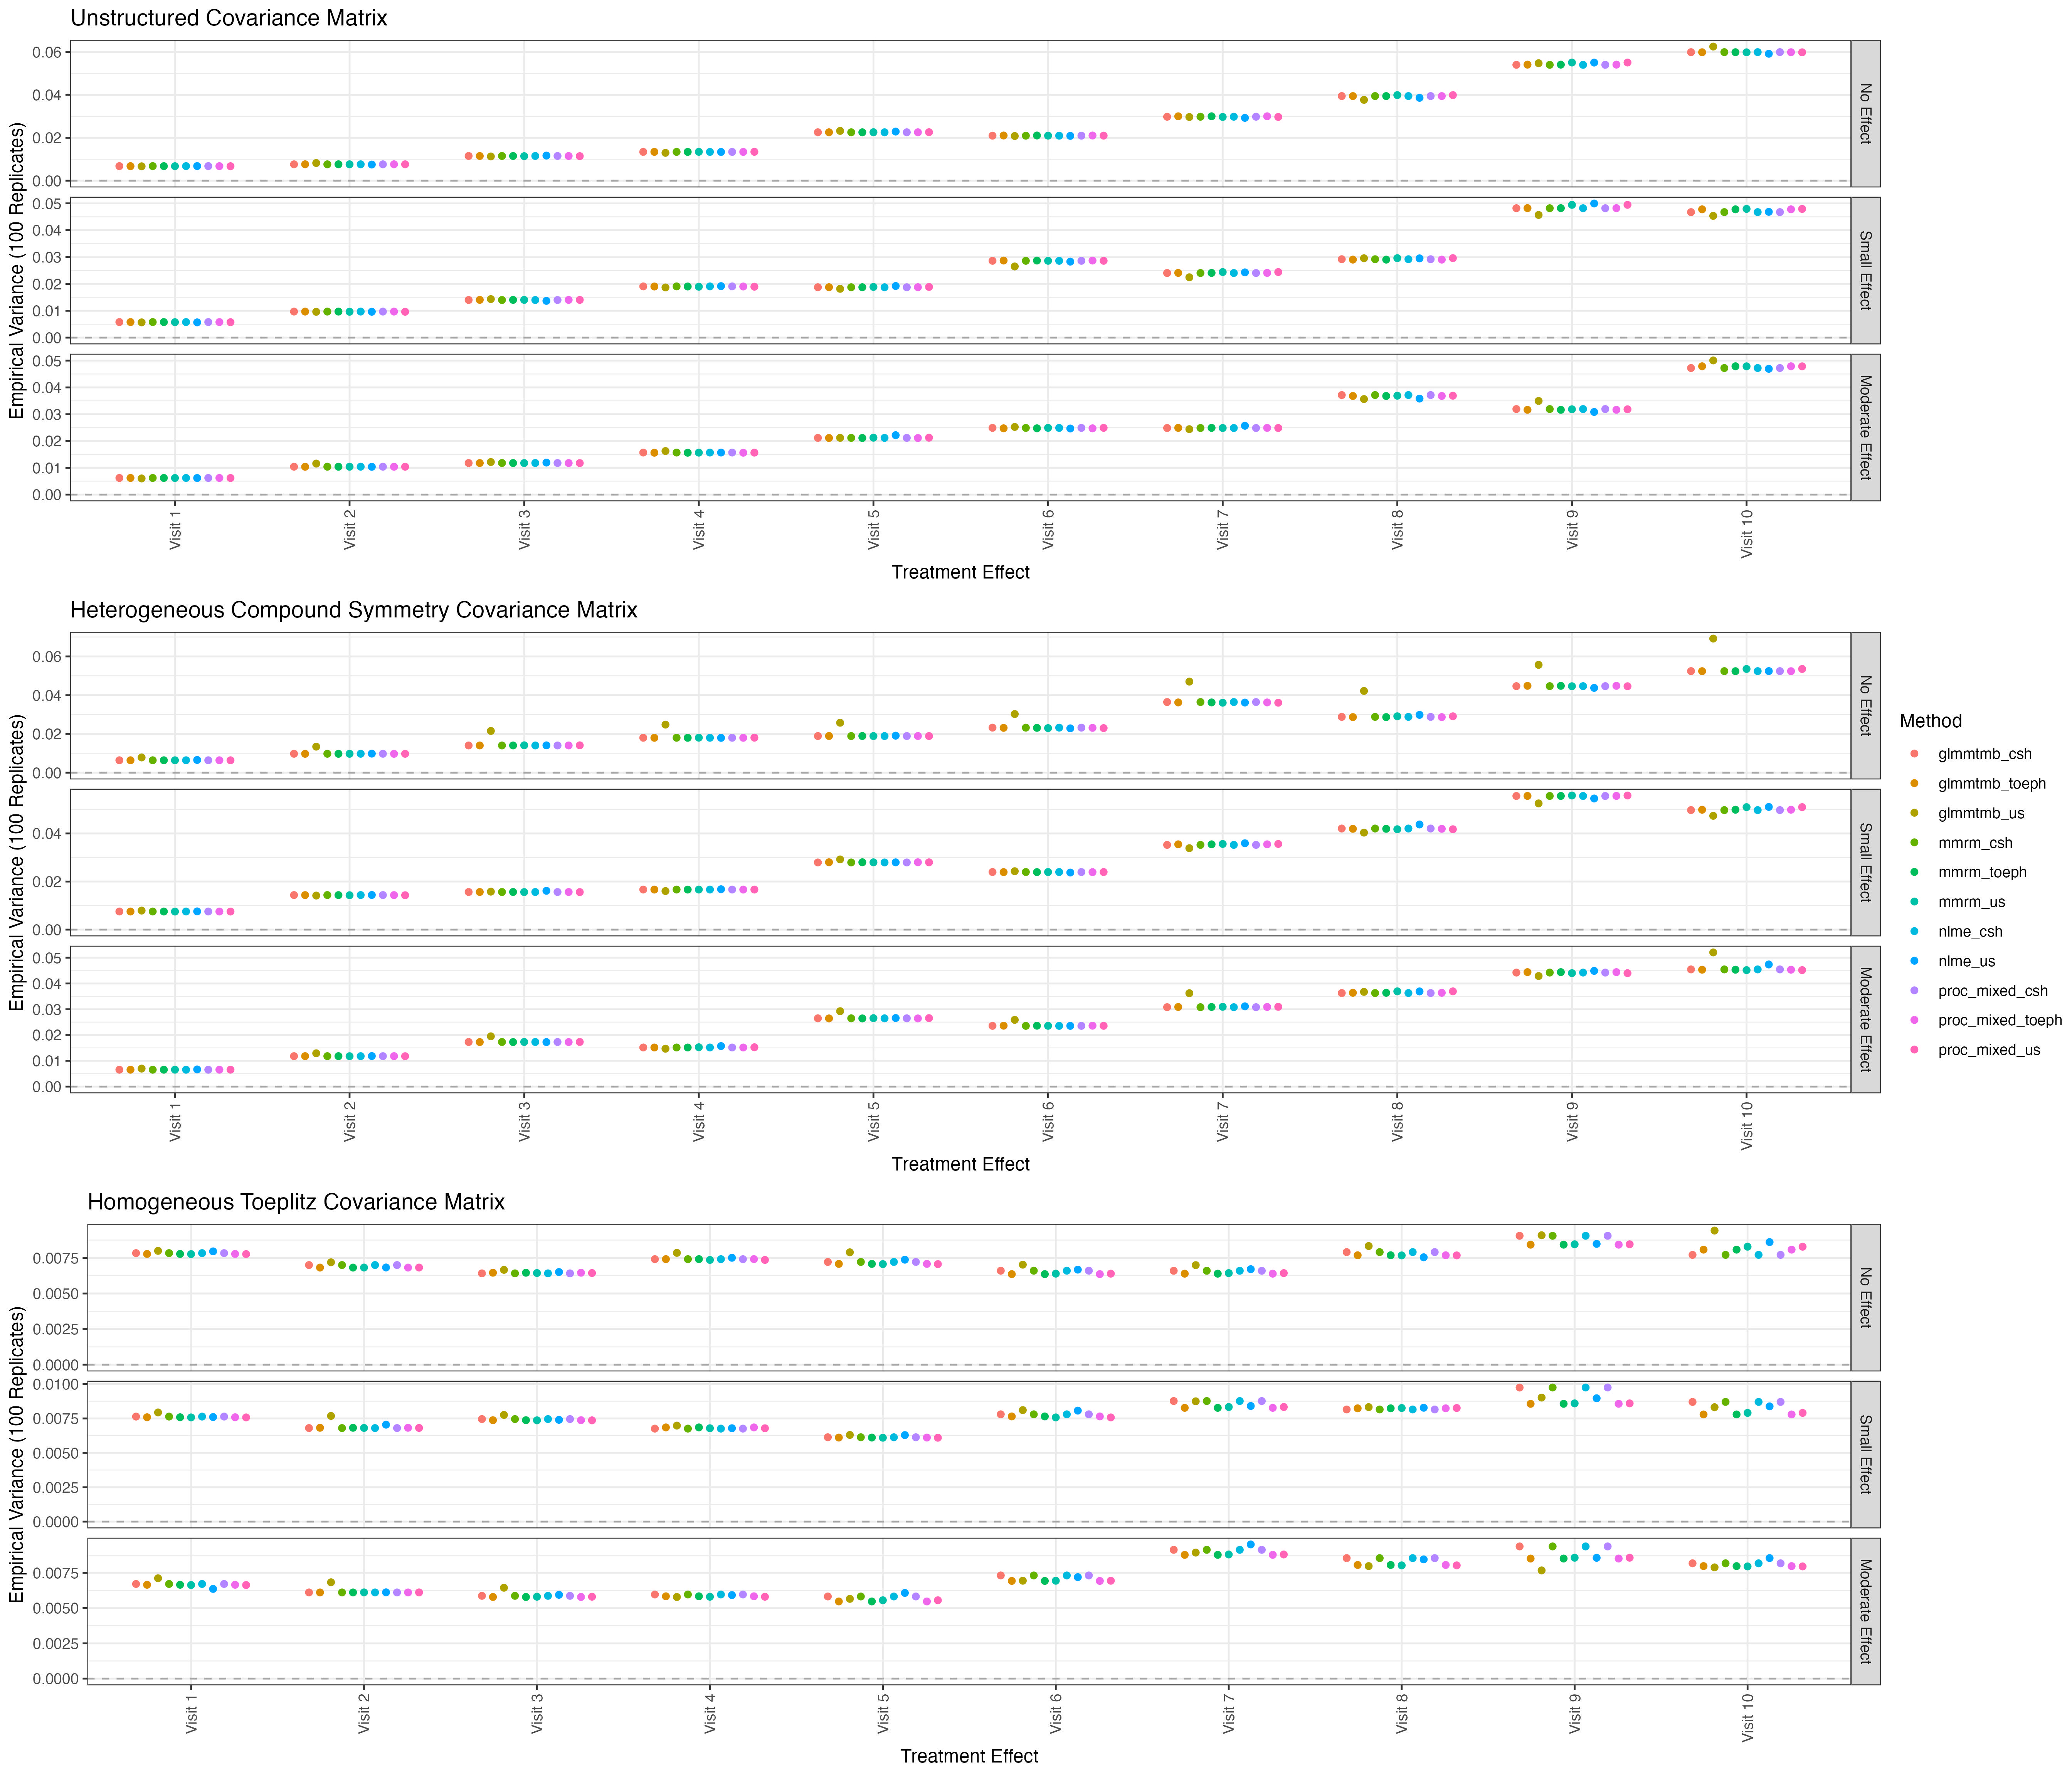 Unstructured Covariance Matrix
Empirical Variance (100 Replicates)
0.06
0.04
0.02
0.00
No Effect
0.05
0.04
0.03
0.02
0.01
0.00
Small Effect
0.05
0.04
0.03
0.02
0.01
0.00
Moderate Effect
Visit 1
Visit 2
Visit 3
Visit 4
Visit 5
Visit 6
Visit 7
Visit 8
Visit 9
Visit 10
Treatment Effect
Heterogeneous Compound Symmetry Covariance Matrix
Empirical Variance (100 Replicates)
0.06
0.04
0.02
0.00
No Effect
0.04
0.02
0.00
Small Effect
0.05
0.04
0.03
0.02
0.01
0.00
Moderate Effect
Visit 1
Visit 2
Visit 3
Visit 4
Visit 5
Visit 6
Visit 7
Visit 8
Visit 9
Visit 10
Treatment Effect
Homogeneous Toeplitz Covariance Matrix
Empirical Variance (100 Replicates)
0.0075
0.0050
0.0025
0.0000
No Effect
0.0100
0.0075
0.0050
0.0025
0.0000
Small Effect
0.0075
0.0050
0.0025
0.0000
Moderate Effect
Visit 1
Visit 2
Visit 3
Visit 4
Visit 5
Visit 6
Visit 7
Visit 8
Visit 9
Visit 10
Treatment Effect
Method
glmmtmb_csh
glmmtmb_toeph
glmmtmb_us
mmrm_csh
mmrm_toeph
mmrm_us
nlme_csh
nlme_us
proc_mixed_csh
proc_mixed_toeph
proc_mixed_us